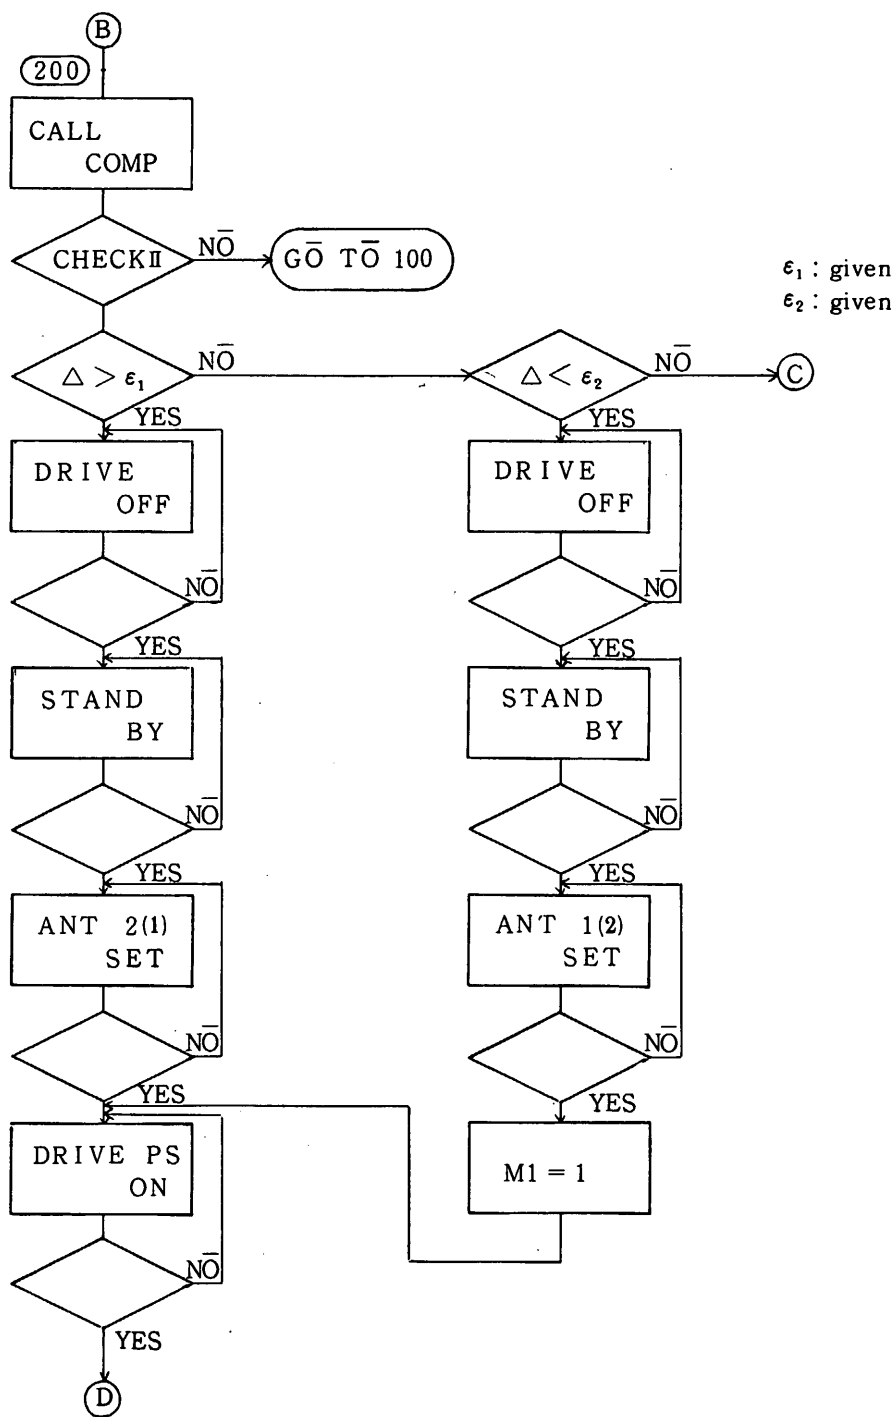 B
200
CALL
COMP
CHECKⅡ
NŌ
GŌ TŌ 100
ε₁ : given
ε₂ : given
△ > ε₁
NŌ
△ < ε₂
NŌ
C
YES
YES
DRIVE
OFF
DRIVE
OFF
NŌ
NŌ
YES
YES
STAND
BY
STAND
BY
NŌ
NŌ
YES
YES
ANT 2(1)
SET
ANT 1(2)
SET
NŌ
NŌ
YES
YES
DRIVE PS
ON
M1 = 1
NŌ
YES
D